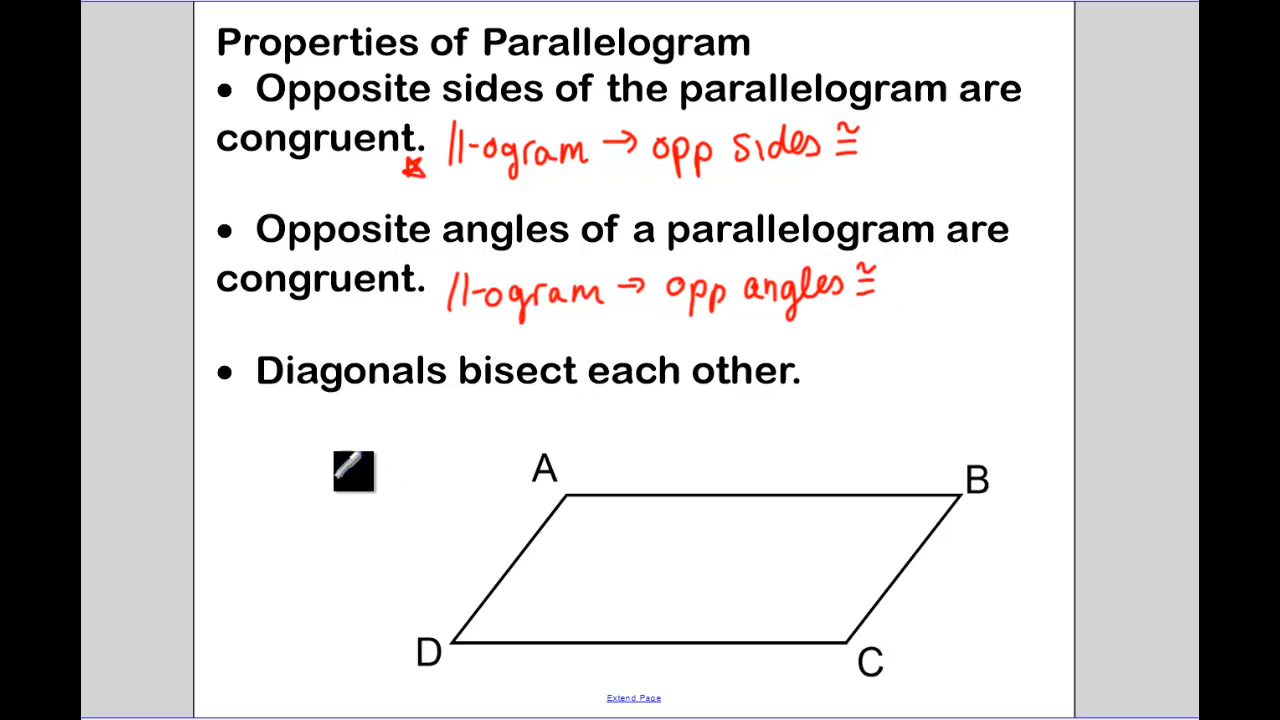 Properties of Parallelogram
• Opposite sides of the parallelogram are
congruent. //-ogram → opp sides ≅
• Opposite angles of a parallelogram are
congruent. //-ogram → opp angles ≅
• Diagonals bisect each other.
A
B
D
C
Extend Page